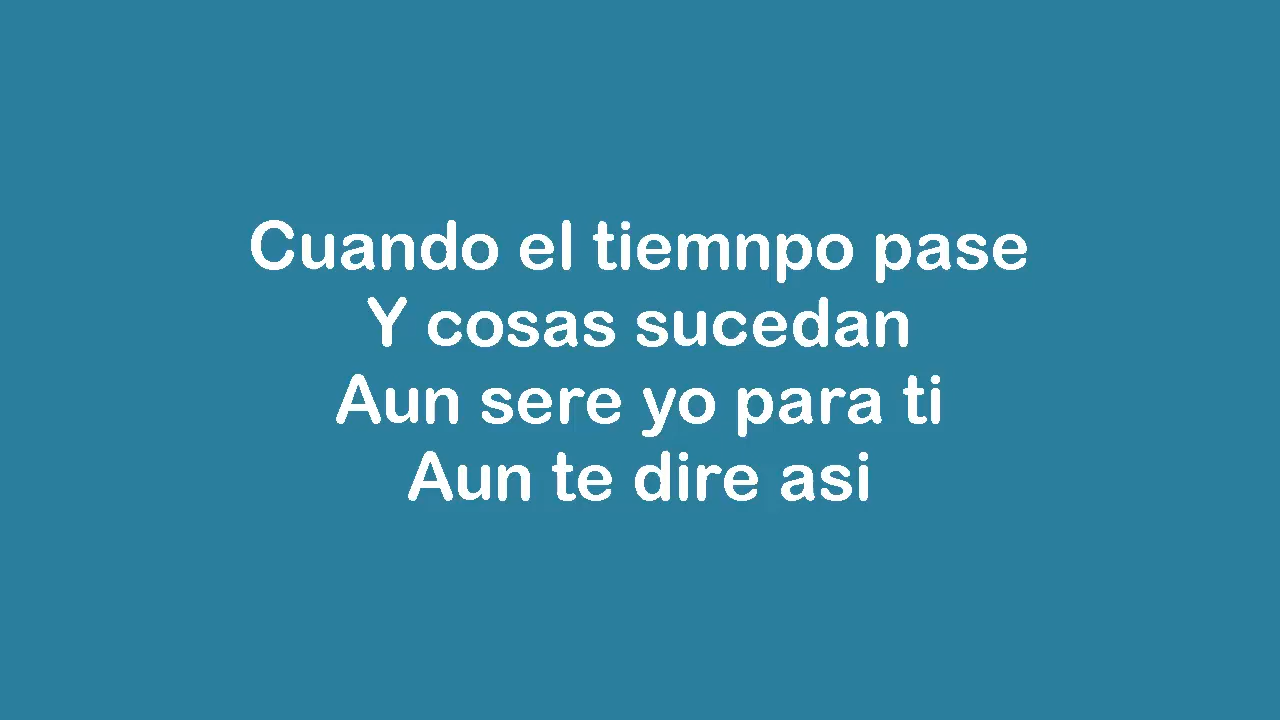 Cuando el tiemnpo pase
Y cosas sucedan
Aun sere yo para ti
Aun te dire asi